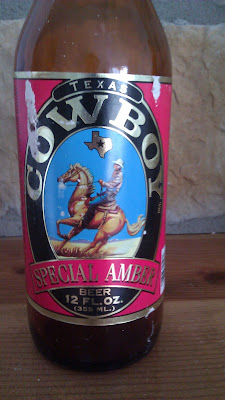 TEXAS
COWBOY
SPECIAL AMBER
BEER
12 FL. OZ.
(355 ML.)